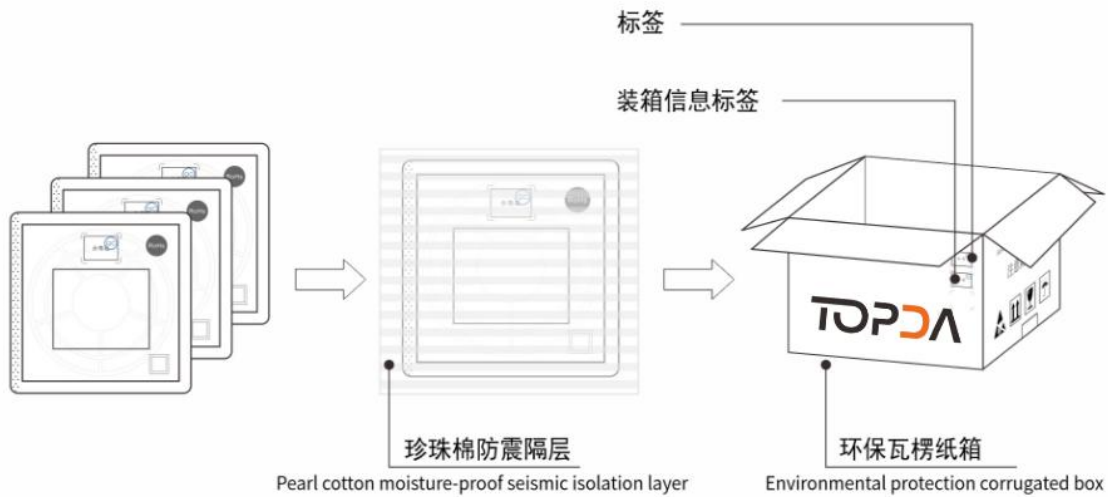 标签
装箱信息标签
RoHS
TOPDA
珍珠棉防震隔层
Pearl cotton moisture-proof seismic isolation layer
环保瓦楞纸箱
Environmental protection corrugated box